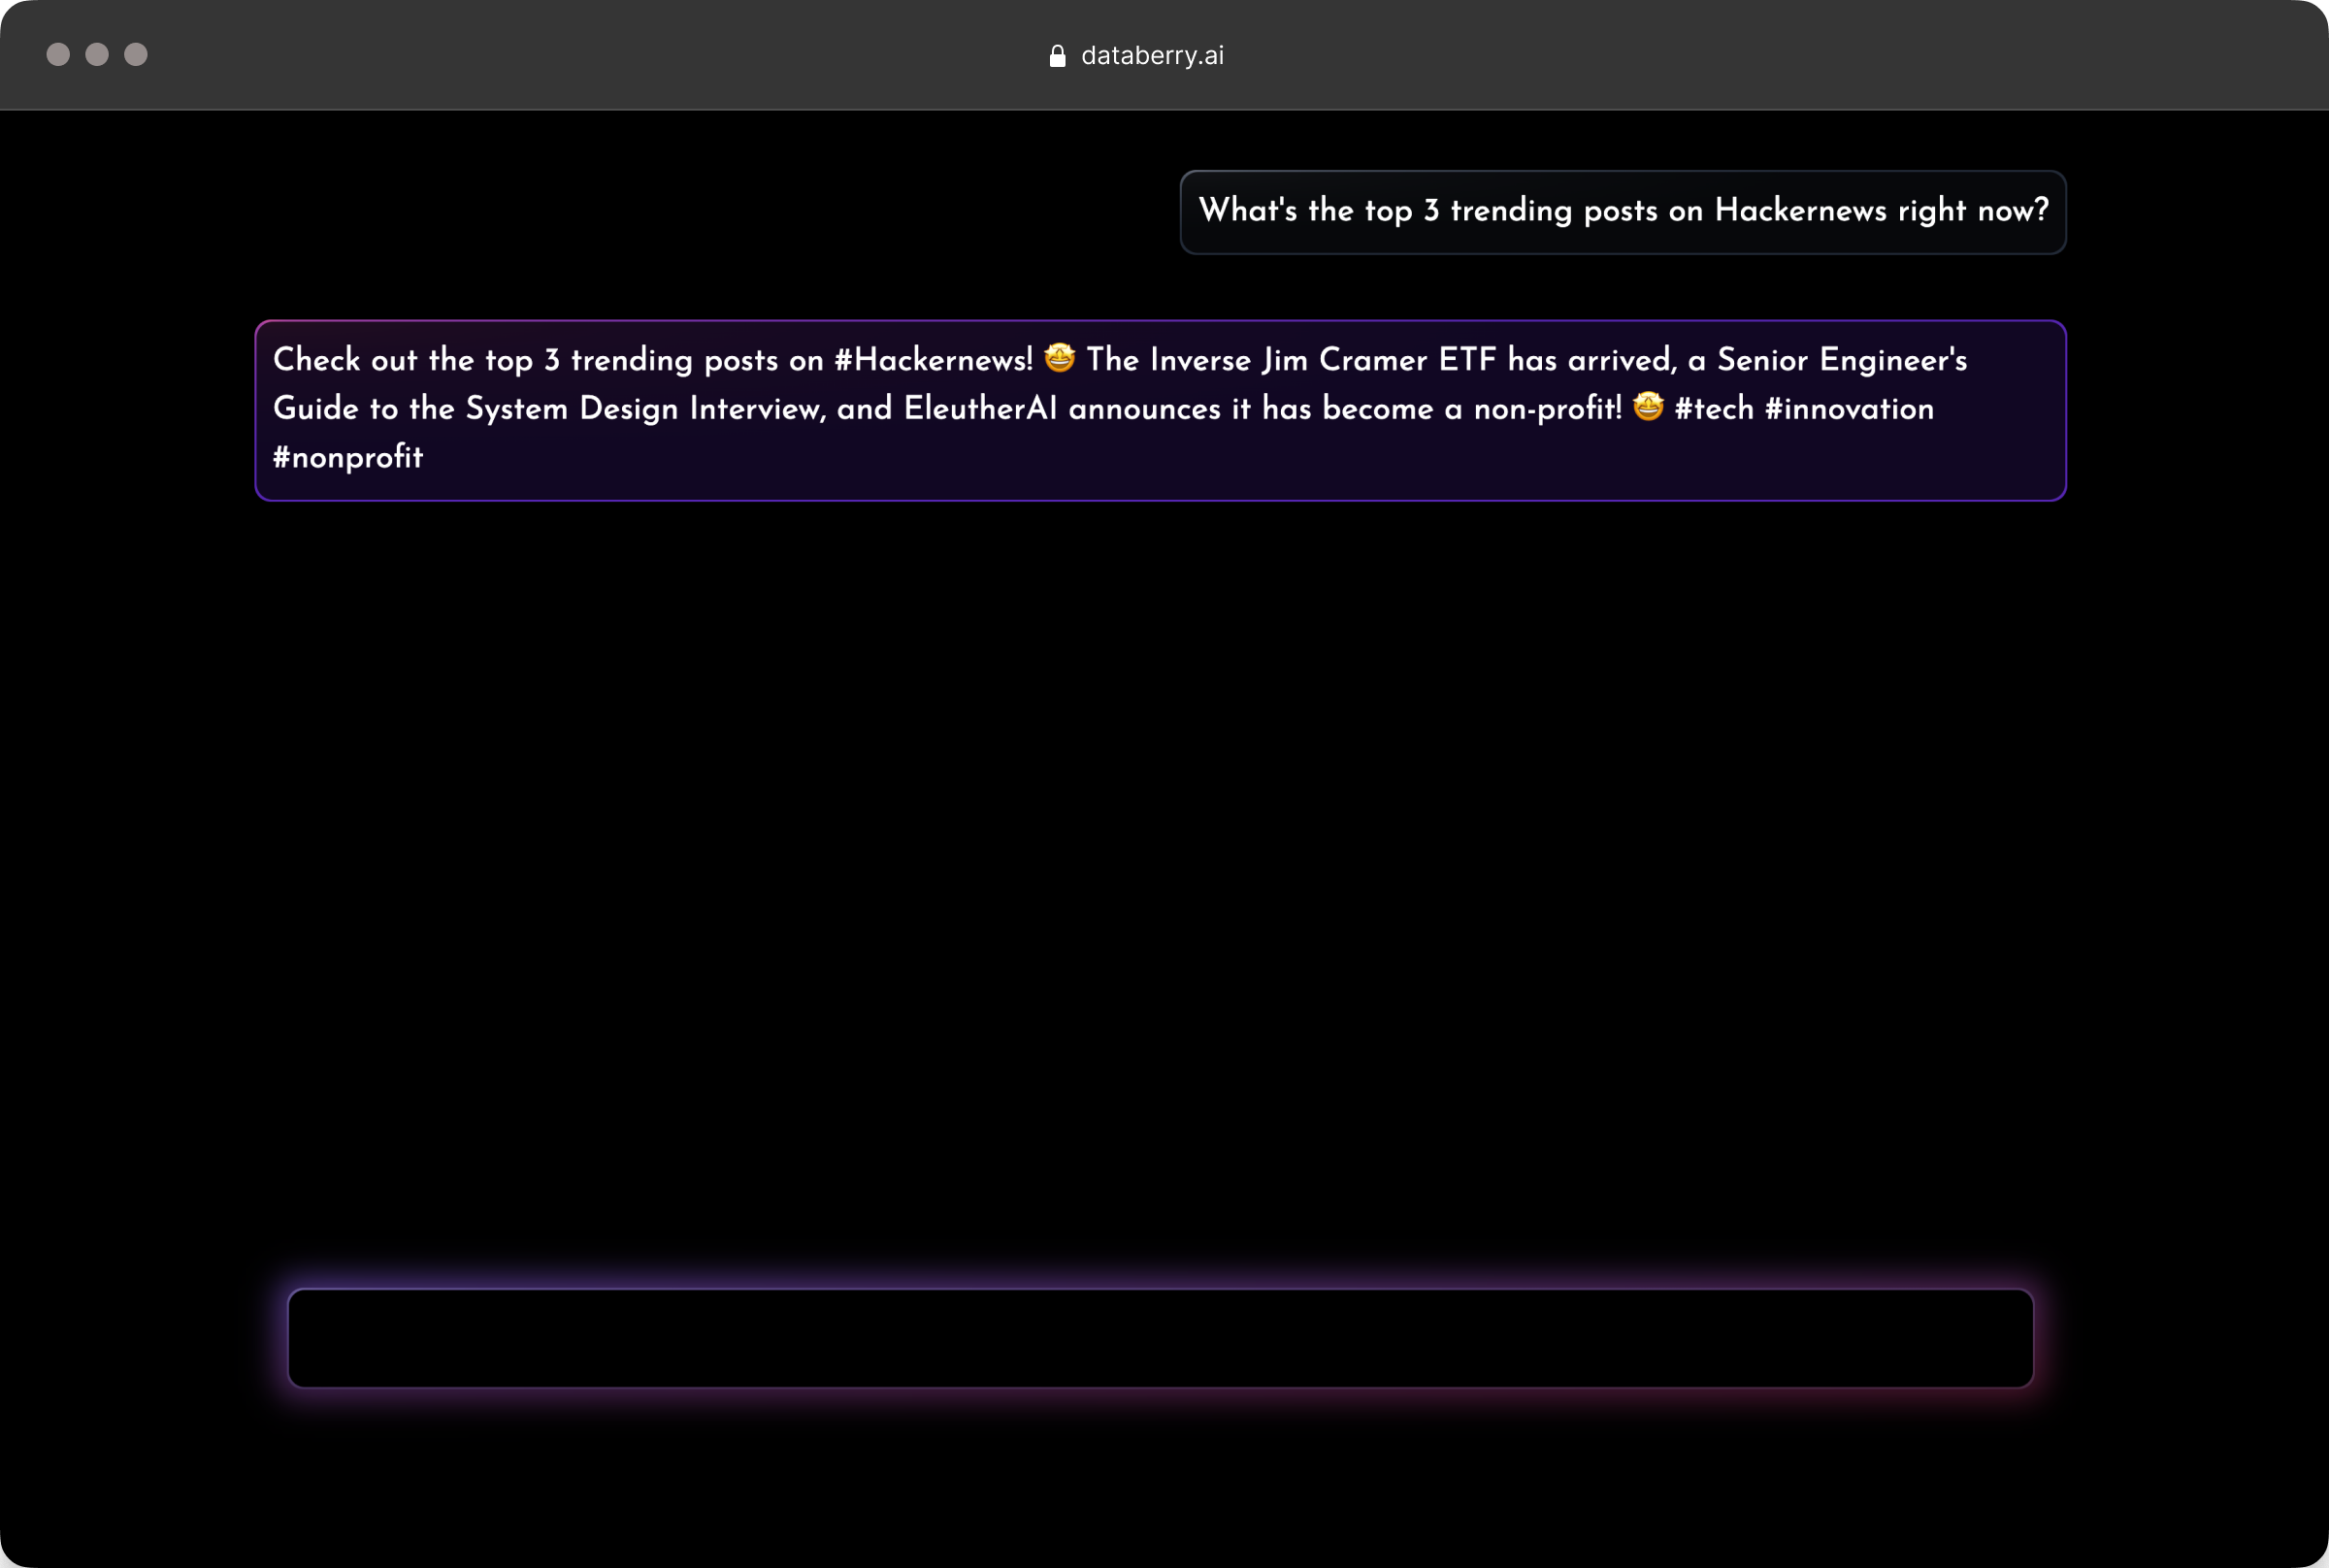 databerry.ai
What's the top 3 trending posts on Hackernews right now?
Check out the top 3 trending posts on #Hackernews! 🤩 The Inverse Jim Cramer ETF has arrived, a Senior Engineer's
Guide to the System Design Interview, and EleutherAI announces it has become a non-profit! 🤩 #tech #innovation
#nonprofit